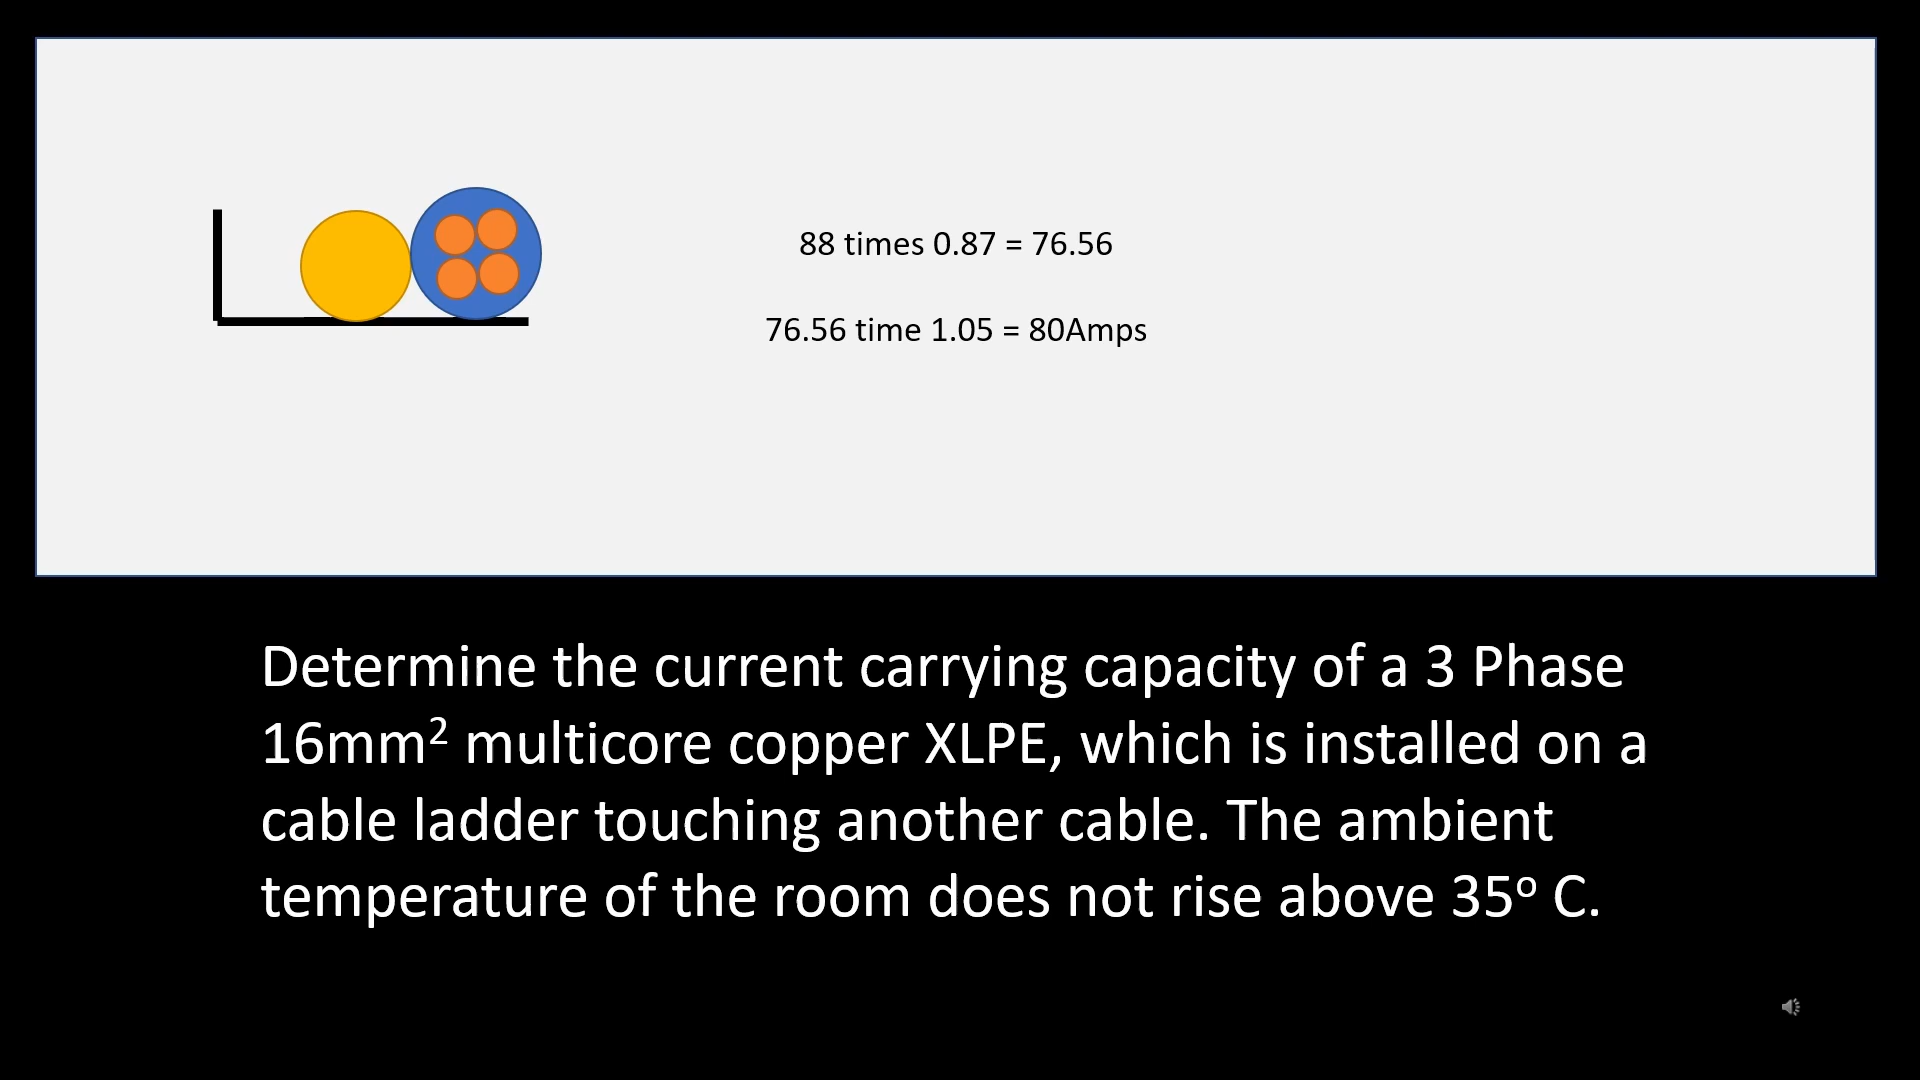 88 times 0.87 = 76.56
76.56 time 1.05 = 80Amps
Determine the current carrying capacity of a 3 Phase
16mm² multicore copper XLPE, which is installed on a
cable ladder touching another cable. The ambient
temperature of the room does not rise above 35º C.